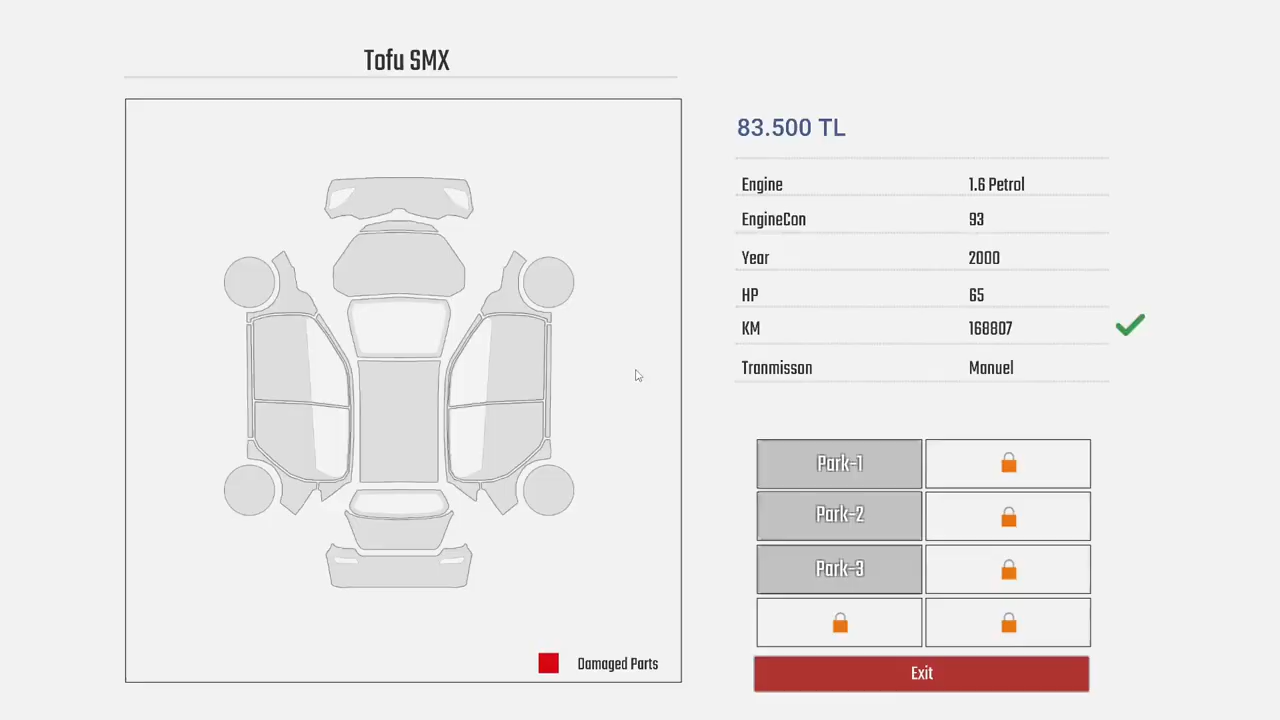 Tofu SMX
83.500 TL
Engine 1.6 Petrol
EngineCon 93
Year 2000
HP 65
KM 168807
Tranmisson Manuel
Park-1
Park-2
Park-3
Damaged Parts
Exit